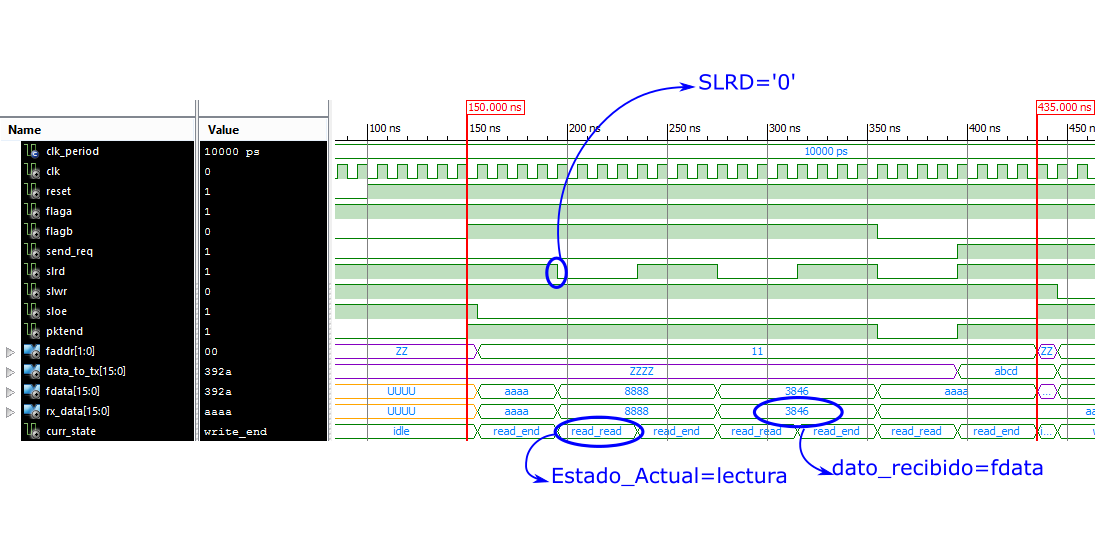 SLRD='0'
150.000 ns 435.000 ns
Name Value 100 ns 150 ns 200 ns 250 ns 300 ns 350 ns 400 ns 450 n
clk_period 10000 ps 10000 ps
clk 0
reset 1
flaga 1
flagb 0
send_req 1
slrd 1
slwr 0
sloe 1
pktend 1
faddr[1:0] 00 ZZ 11 ZZ
data_to_tx[15:0] 392a ZZZZ abcd
fdata[15:0] 392a UUUU aaaa 8888 3846 aaaa ...
rx_data[15:0] aaaa UUUU aaaa 8888 3846 aa
curr_state write_end idle read_end read_read read_end read_read read_end read_read read_end i...
Estado_Actual=lectura dato_recibido=fdata